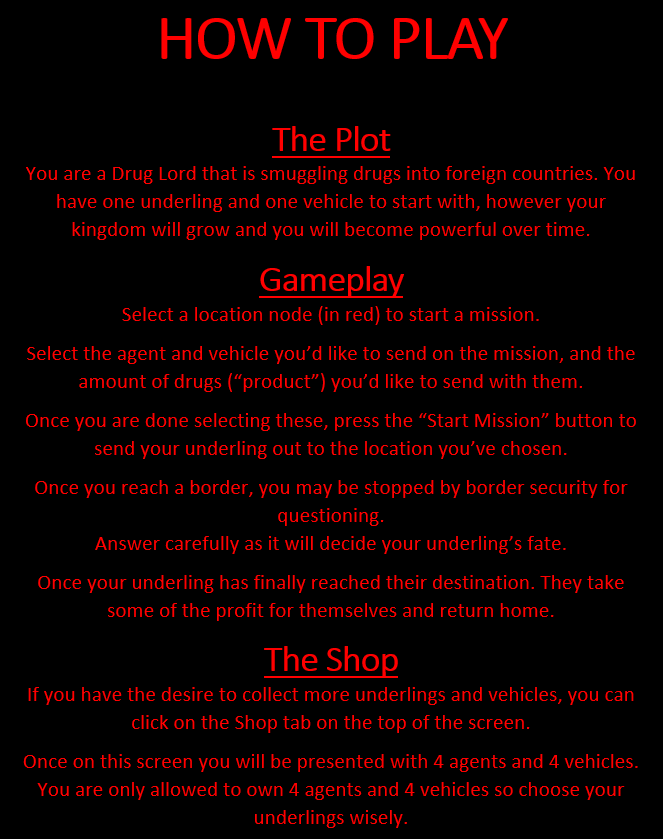 HOW TO PLAY
The Plot
You are a Drug Lord that is smuggling drugs into foreign countries. You
have one underling and one vehicle to start with, however your
kingdom will grow and you will become powerful over time.
Gameplay
Select a location node (in red) to start a mission.
Select the agent and vehicle you’d like to send on the mission, and the
amount of drugs (“product”) you’d like to send with them.
Once you are done selecting these, press the “Start Mission” button to
send your underling out to the location you’ve chosen.
Once you reach a border, you may be stopped by border security for
questioning.
Answer carefully as it will decide your underling’s fate.
Once your underling has finally reached their destination. They take
some of the profit for themselves and return home.
The Shop
If you have the desire to collect more underlings and vehicles, you can
click on the Shop tab on the top of the screen.
Once on this screen you will be presented with 4 agents and 4 vehicles.
You are only allowed to own 4 agents and 4 vehicles so choose your
underlings wisely.